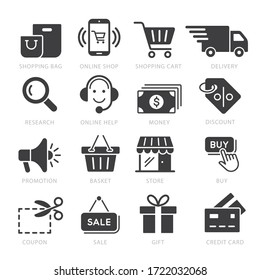 SHOPPING BAG
ONLINE SHOP
SHOPPING CART
DELIVERY
RESEARCH
ONLINE HELP
MONEY
DISCOUNT
BUY
PROMOTION
BASKET
STORE
BUY
SALE
COUPON
SALE
GIFT
CREDIT CARD
shutterstock.com · 1722032068